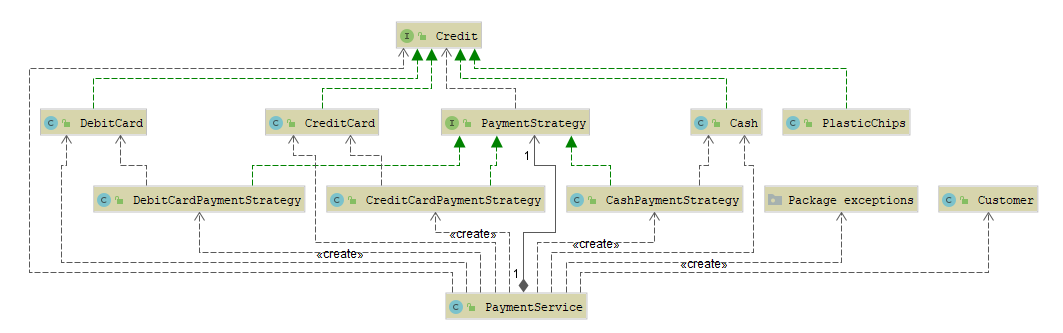 I Credit
C DebitCard
C CreditCard
I PaymentStrategy
C Cash
C PlasticChips
1
C DebitCardPaymentStrategy
C CreditCardPaymentStrategy
C CashPaymentStrategy
Package exceptions
C Customer
«create»
«create»
«create»
«create»
1
C PaymentService